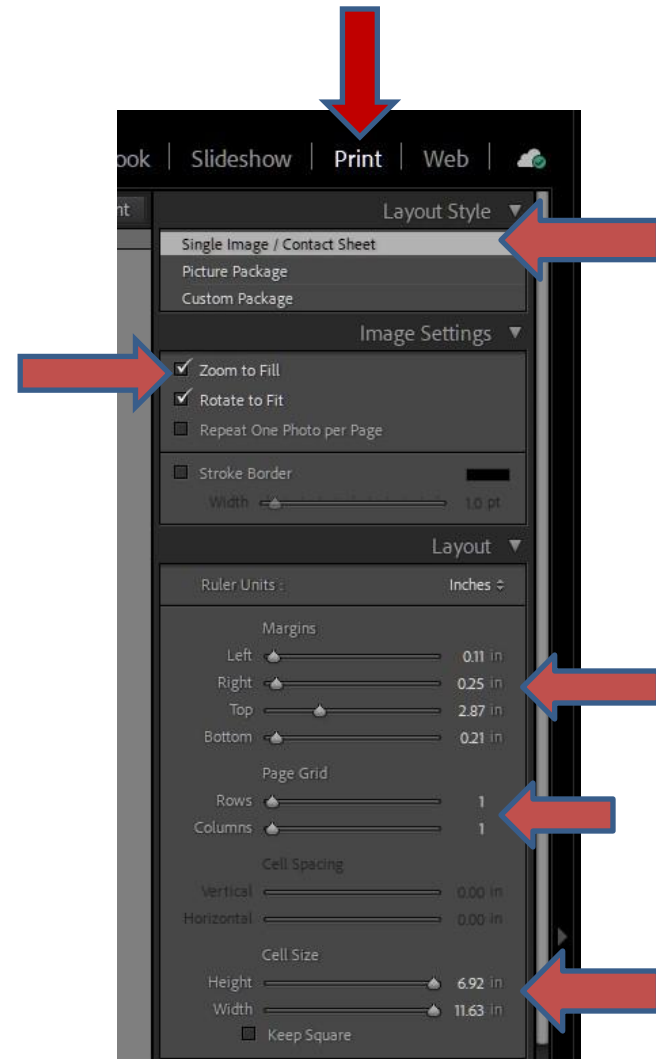 ook | Slideshow | Print | Web |
nt
Layout Style
Single Image / Contact Sheet
Picture Package
Custom Package
Image Settings
Zoom to Fill
Rotate to Fit
Repeat One Photo per Page
Stroke Border
Width 1.0 pt
Layout
Ruler Units : Inches
Margins
Left 0.11 in
Right 0.25 in
Top 2.87 in
Bottom 0.21 in
Page Grid
Rows 1
Columns 1
Cell Spacing
Vertical 0.00 in
Horizontal 0.00 in
Cell Size
Height 6.92 in
Width 11.63 in
Keep Square